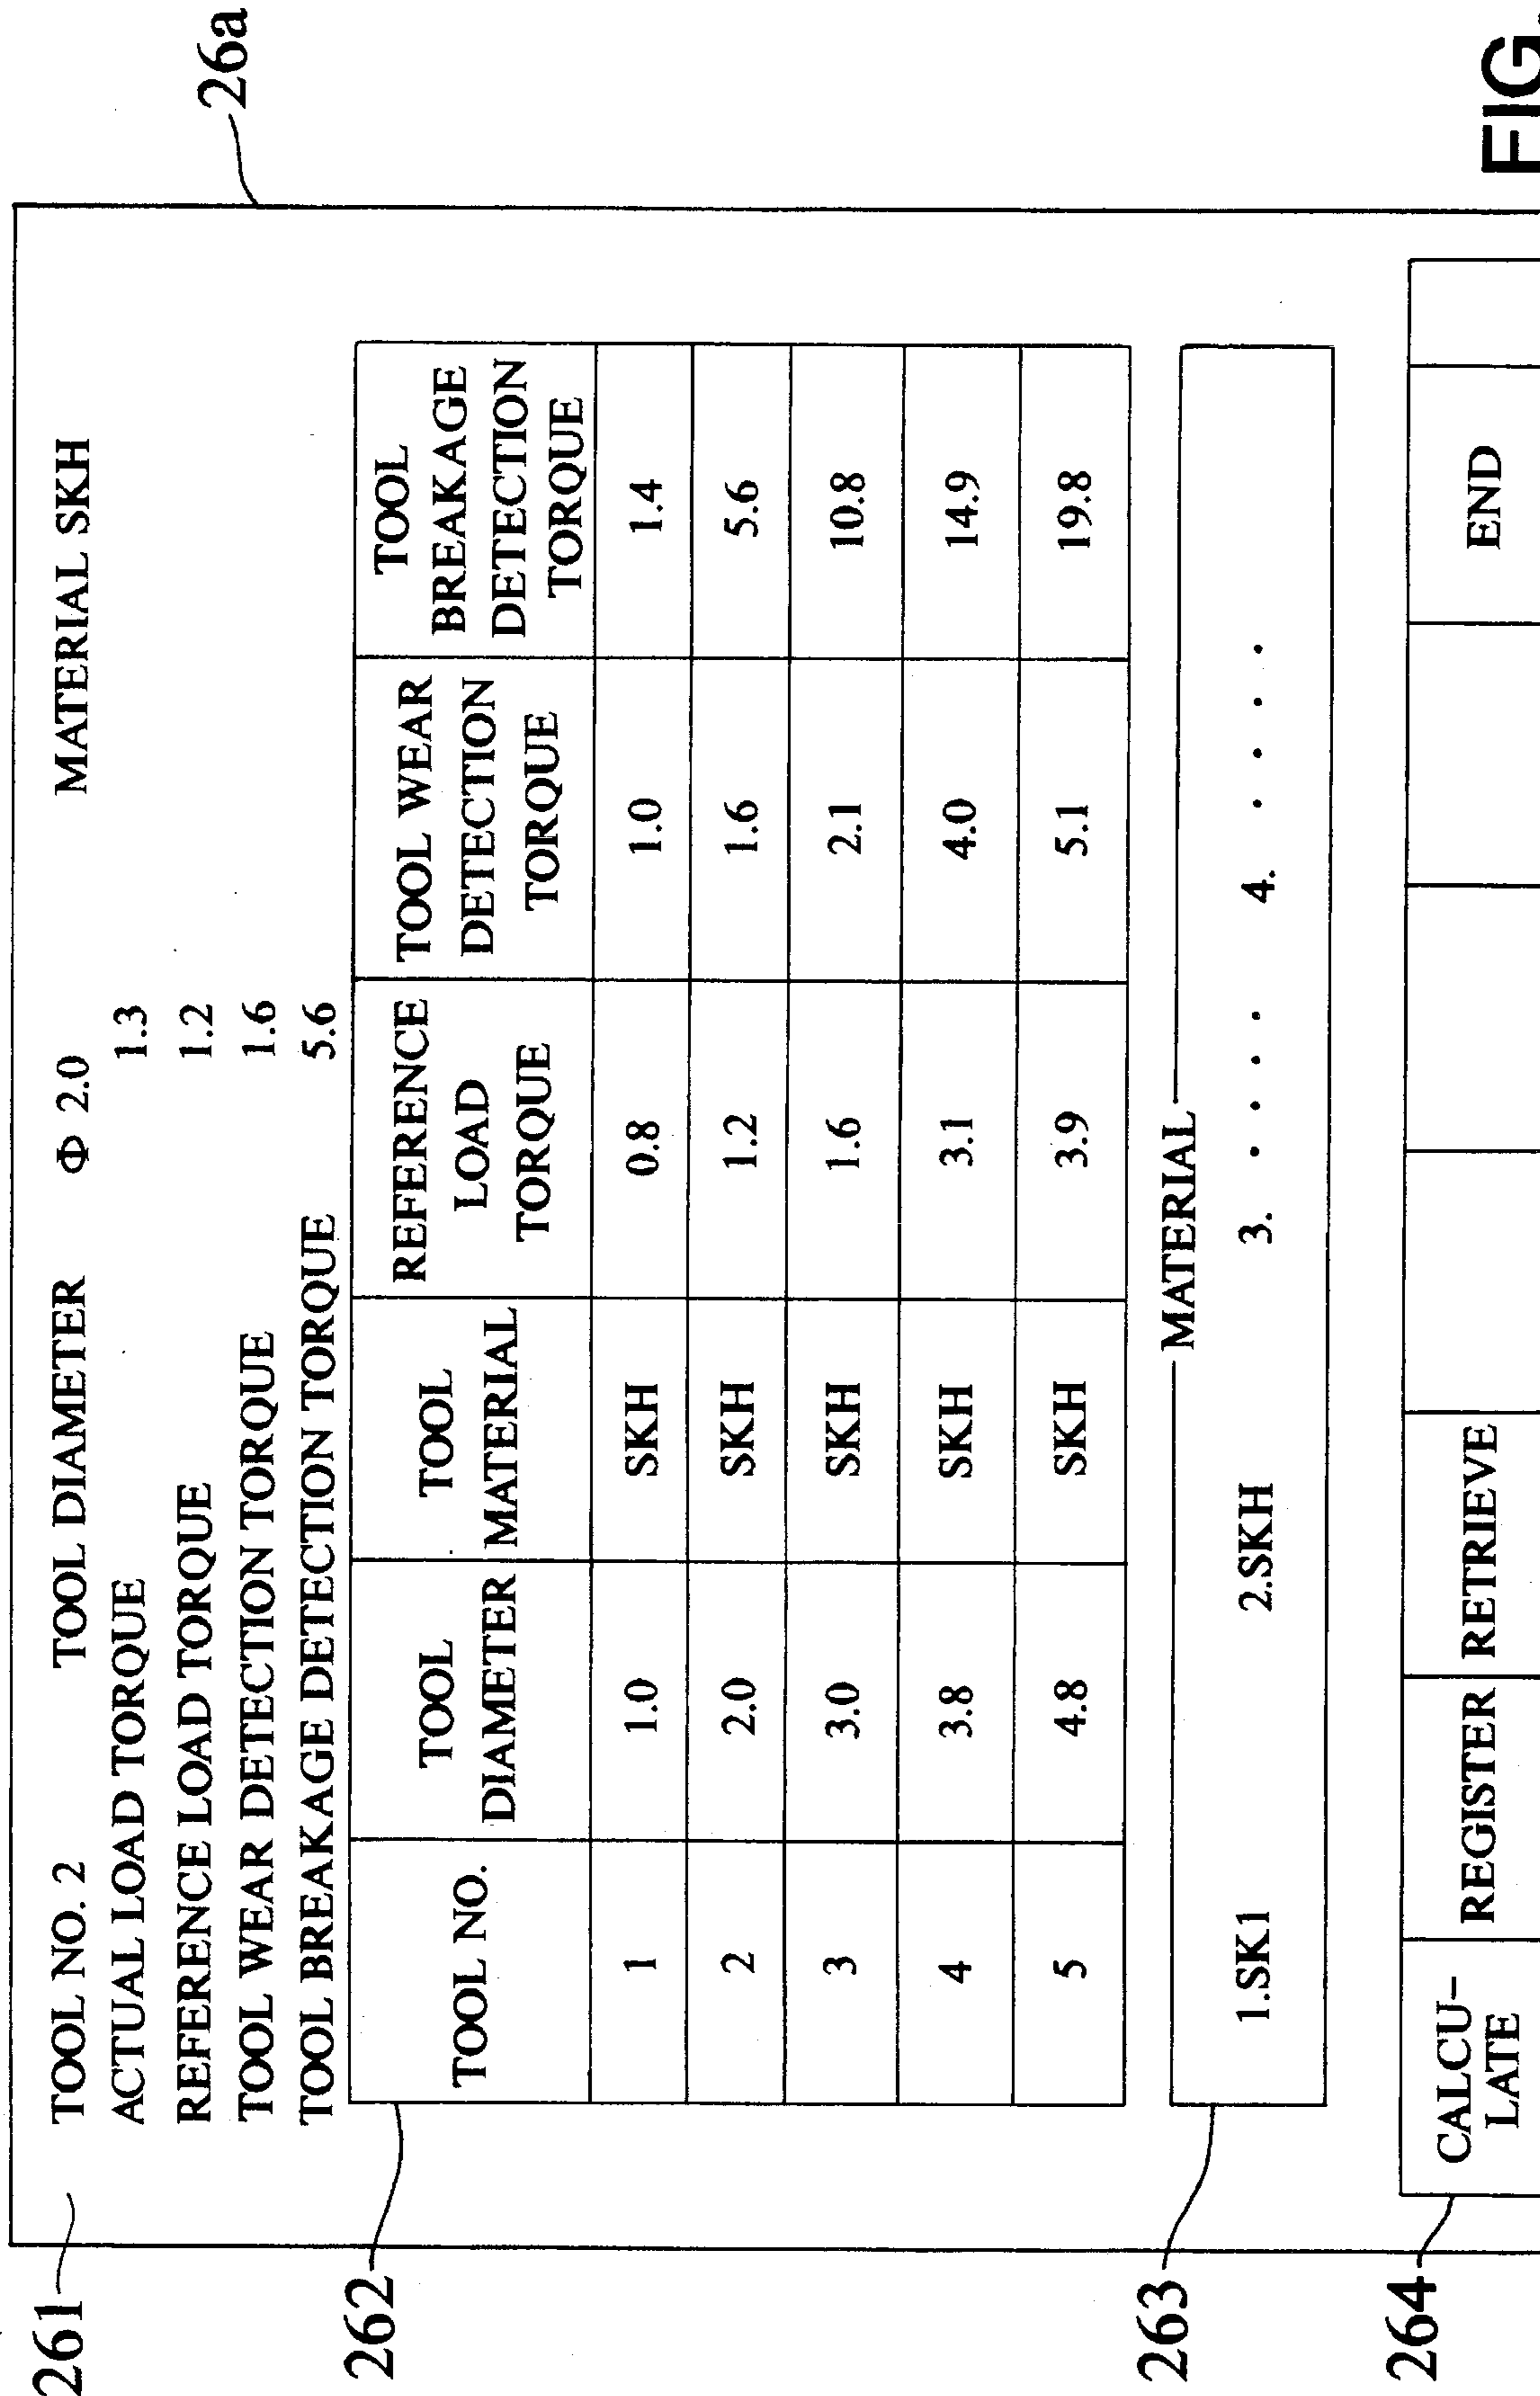 26a
261
TOOL NO. 2 TOOL DIAMETER Φ 2.0 MATERIAL SKH
ACTUAL LOAD TORQUE 1.3
REFERENCE LOAD TORQUE 1.2
TOOL WEAR DETECTION TORQUE 1.6
TOOL BREAKAGE DETECTION TORQUE 5.6
262
TOOL NO. TOOL DIAMETER TOOL MATERIAL REFERENCE LOAD TORQUE TOOL WEAR DETECTION TORQUE TOOL BREAKAGE DETECTION TORQUE
1 1.0 SKH 0.8 1.0 1.4
2 2.0 SKH 1.2 1.6 5.6
3 3.0 SKH 1.6 2.1 10.8
4 3.8 SKH 3.1 4.0 14.9
5 4.8 SKH 3.9 5.1 19.8
263
MATERIAL
1.SK1 2.SKH 3. . . . . 4. . . . . .
264
CALCU-
LATE REGISTER RETRIEVE END
FIG.